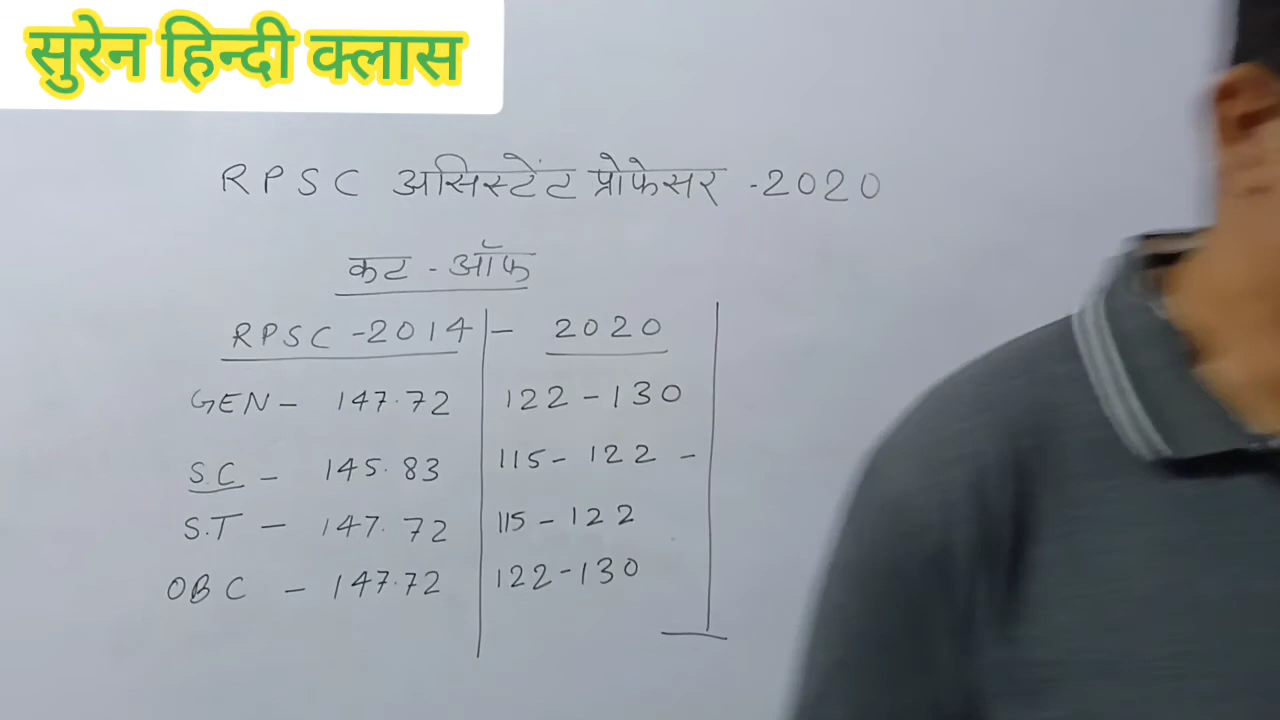 सुरेन हिन्दी क्लास
RPSC असिस्टेंट प्रोफेसर -2020
कट - ऑफ
RPSC -2014 - 2020
GEN - 147.72 122 - 130
SC - 145.83 115 - 122 -
S.T - 147.72 115 - 122
OBC - 147.72 122 - 130